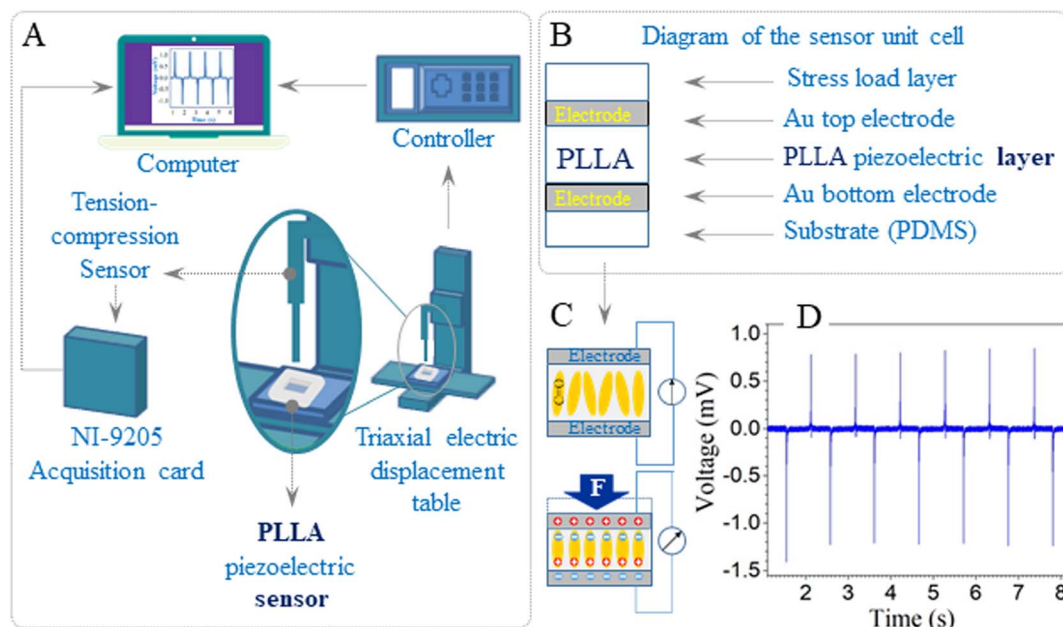 A
Computer
Controller
Tension-
compression
Sensor
NI-9205
Acquisition card
Triaxial electric
displacement
table
PLLA
piezoelectric
sensor
B
Diagram of the sensor unit cell
Electrode
PLLA
Electrode
Stress load layer
Au top electrode
PLLA piezoelectric layer
Au bottom electrode
Substrate (PDMS)
C
Electrode
C=O
Electrode
F
D
1.0
0.5
0.0
-0.5
-1.0
-1.5
Voltage (mV)
2 3 4 5 6 7 8
Time (s)